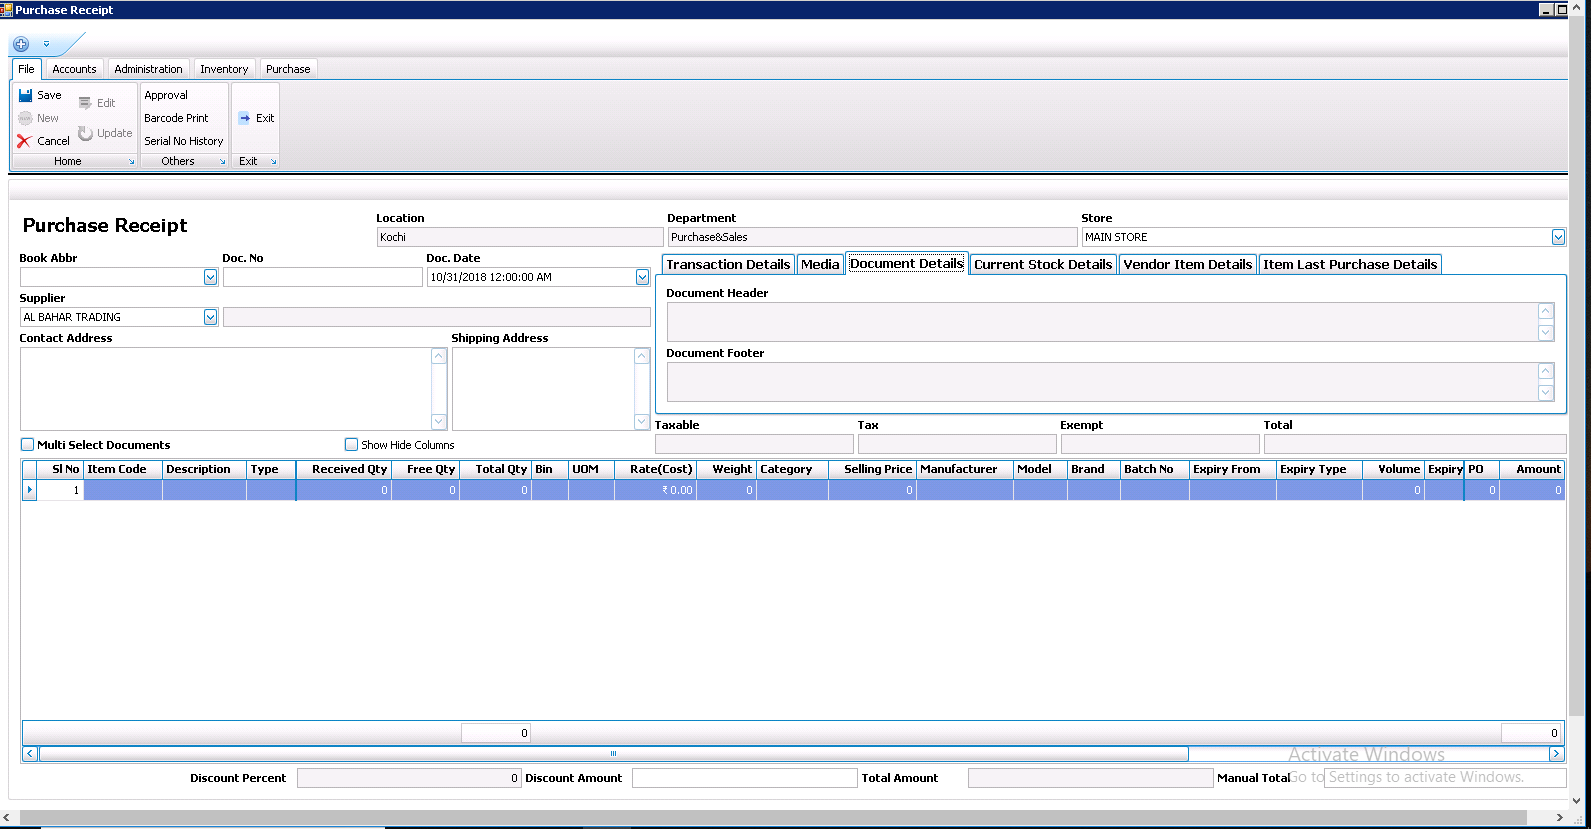 Purchase Receipt
File Accounts Administration Inventory Purchase
Save Edit Approval
New Barcode Print Exit
Cancel Update Serial No History
Home Others Exit
Purchase Receipt
Location Department Store
Kochi Purchase&Sales MAIN STORE
Book Abbr Doc. No Doc. Date
10/31/2018 12:00:00 AM
Transaction Details Media Document Details Current Stock Details Vendor Item Details Item Last Purchase Details
Supplier
AL BAHAR TRADING
Document Header
Contact Address Shipping Address
Document Footer
Taxable Tax Exempt Total
Multi Select Documents Show Hide Columns
Sl No Item Code Description Type Received Qty Free Qty Total Qty Bin UOM Rate(Cost) Weight Category Selling Price Manufacturer Model Brand Batch No Expiry From Expiry Type Volume Expiry PO Amount
1 0 0 0 ₹ 0.00 0 0 0 0 0
0 0
Activate Windows
Discount Percent 0 Discount Amount Total Amount Manual Total
Go to Settings to activate Windows.